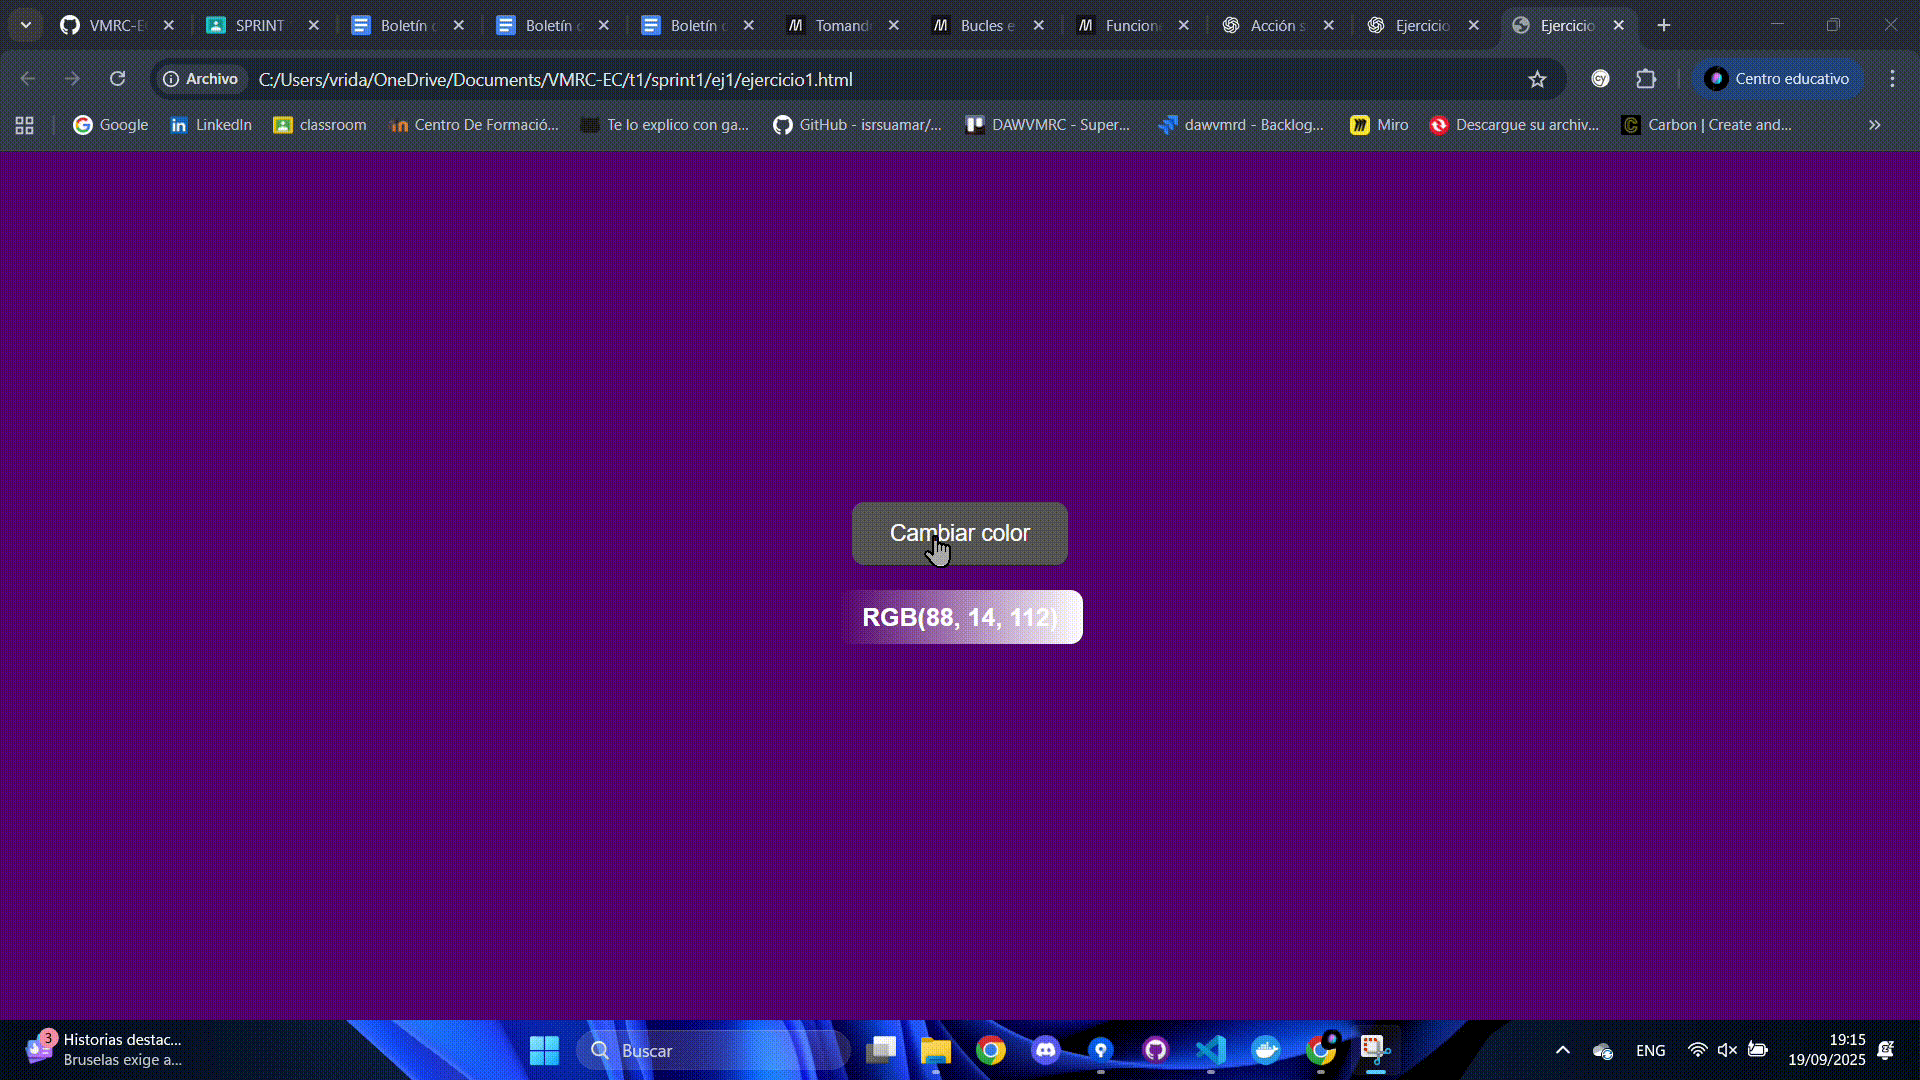 VMRC-E
SPRINT
Boletín
Boletín
Boletín
Tomand
Bucles e
Funcion
Acción s
Ejercicio
Ejercicio
Archivo
C:/Users/vrida/OneDrive/Documents/VMRC-EC/t1/sprint1/ej1/ejercicio1.html
cy
Centro educativo
Google
LinkedIn
classroom
Centro De Formació...
Te lo explico con ga...
GitHub - isrsuamar/...
DAWVMRC - Super...
dawvmrd - Backlog...
Miro
Descargue su archiv...
Carbon | Create and...
Cambiar color
RGB(88, 14, 112)
3
Historias destac...
Bruselas exige a...
Buscar
ENG
19:15
19/09/2025